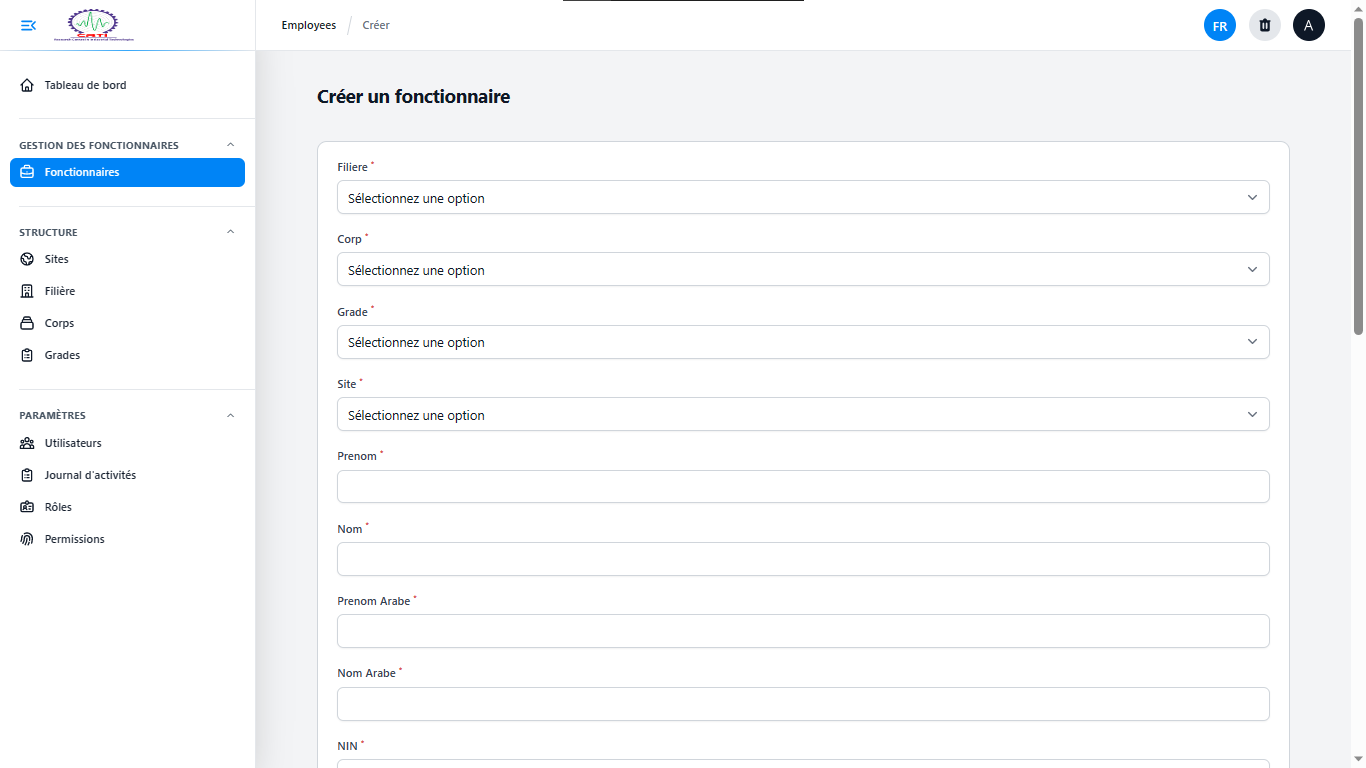 Employees / Créer
FR
A
Tableau de bord
GESTION DES FONCTIONNAIRES
Fonctionnaires
STRUCTURE
Sites
Filière
Corps
Grades
PARAMÈTRES
Utilisateurs
Journal d'activités
Rôles
Permissions
Créer un fonctionnaire
Filiere *
Sélectionnez une option
Corp *
Sélectionnez une option
Grade *
Sélectionnez une option
Site *
Sélectionnez une option
Prenom *
Nom *
Prenom Arabe *
Nom Arabe *
NIN *